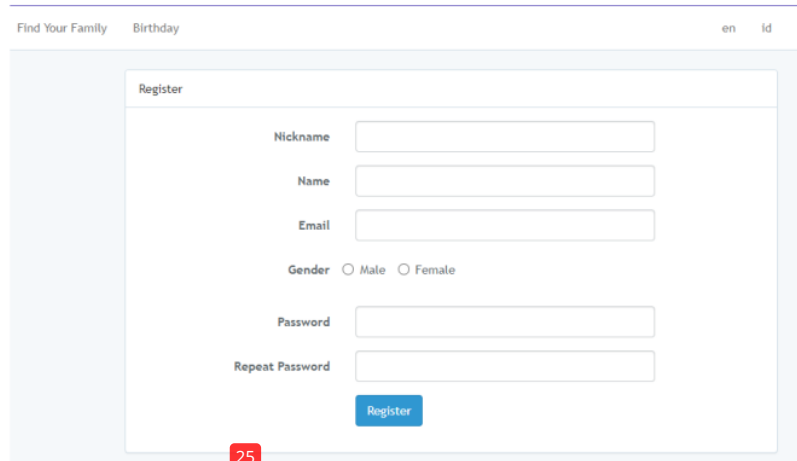 Find Your Family Birthday en id
Register
Nickname
Name
Email
Gender Male Female
Password
Repeat Password
Register
25